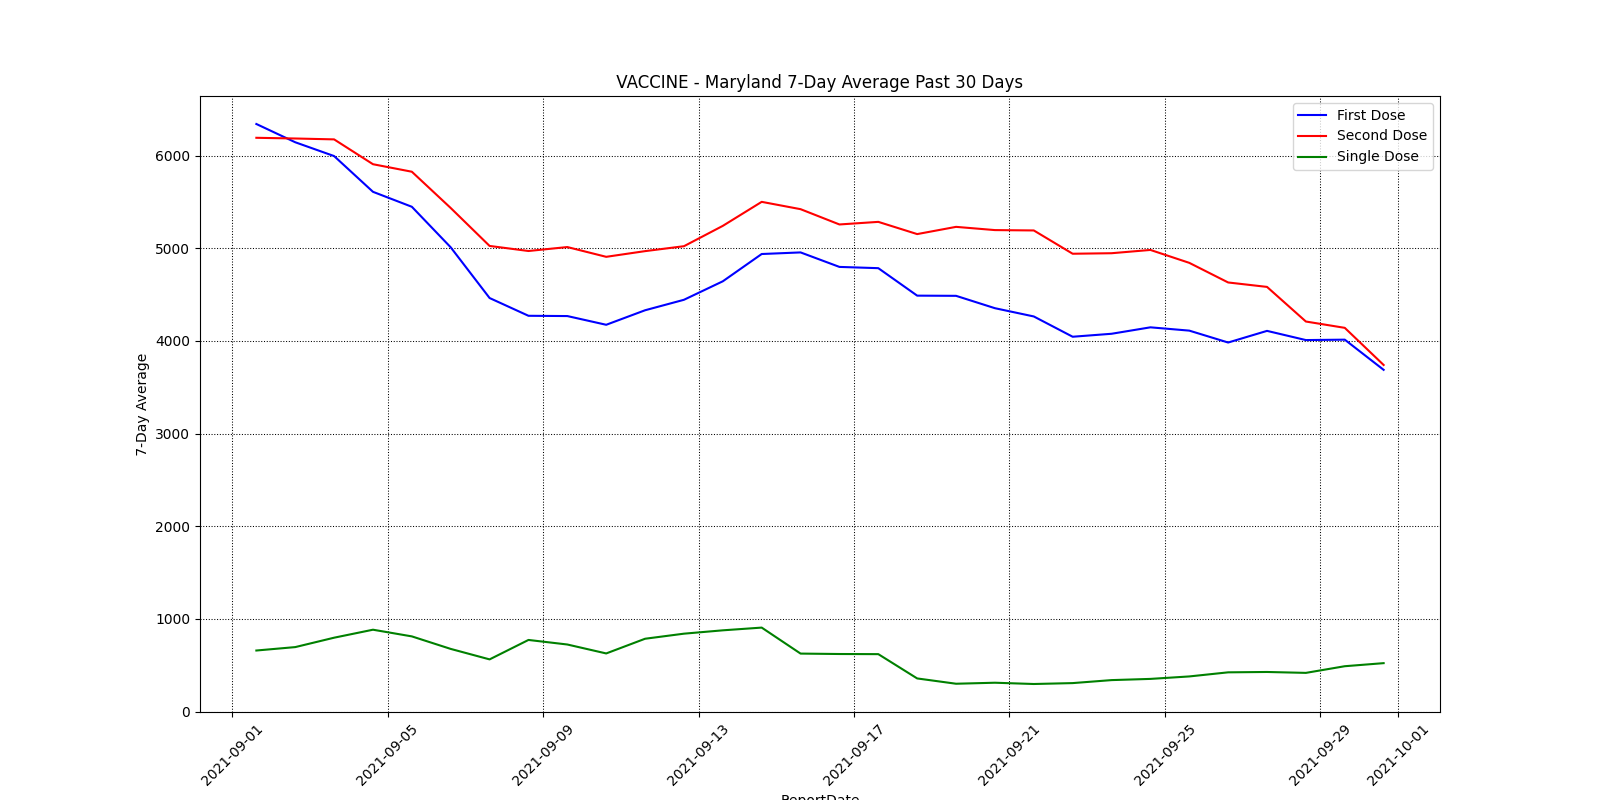 VACCINE - Maryland 7-Day Average Past 30 Days
First Dose
Second Dose
Single Dose
7-Day Average
6000
5000
4000
3000
2000
1000
0
2021-09-01
2021-09-05
2021-09-09
2021-09-13
2021-09-17
2021-09-21
2021-09-25
2021-09-29
2021-10-01
ReportDate